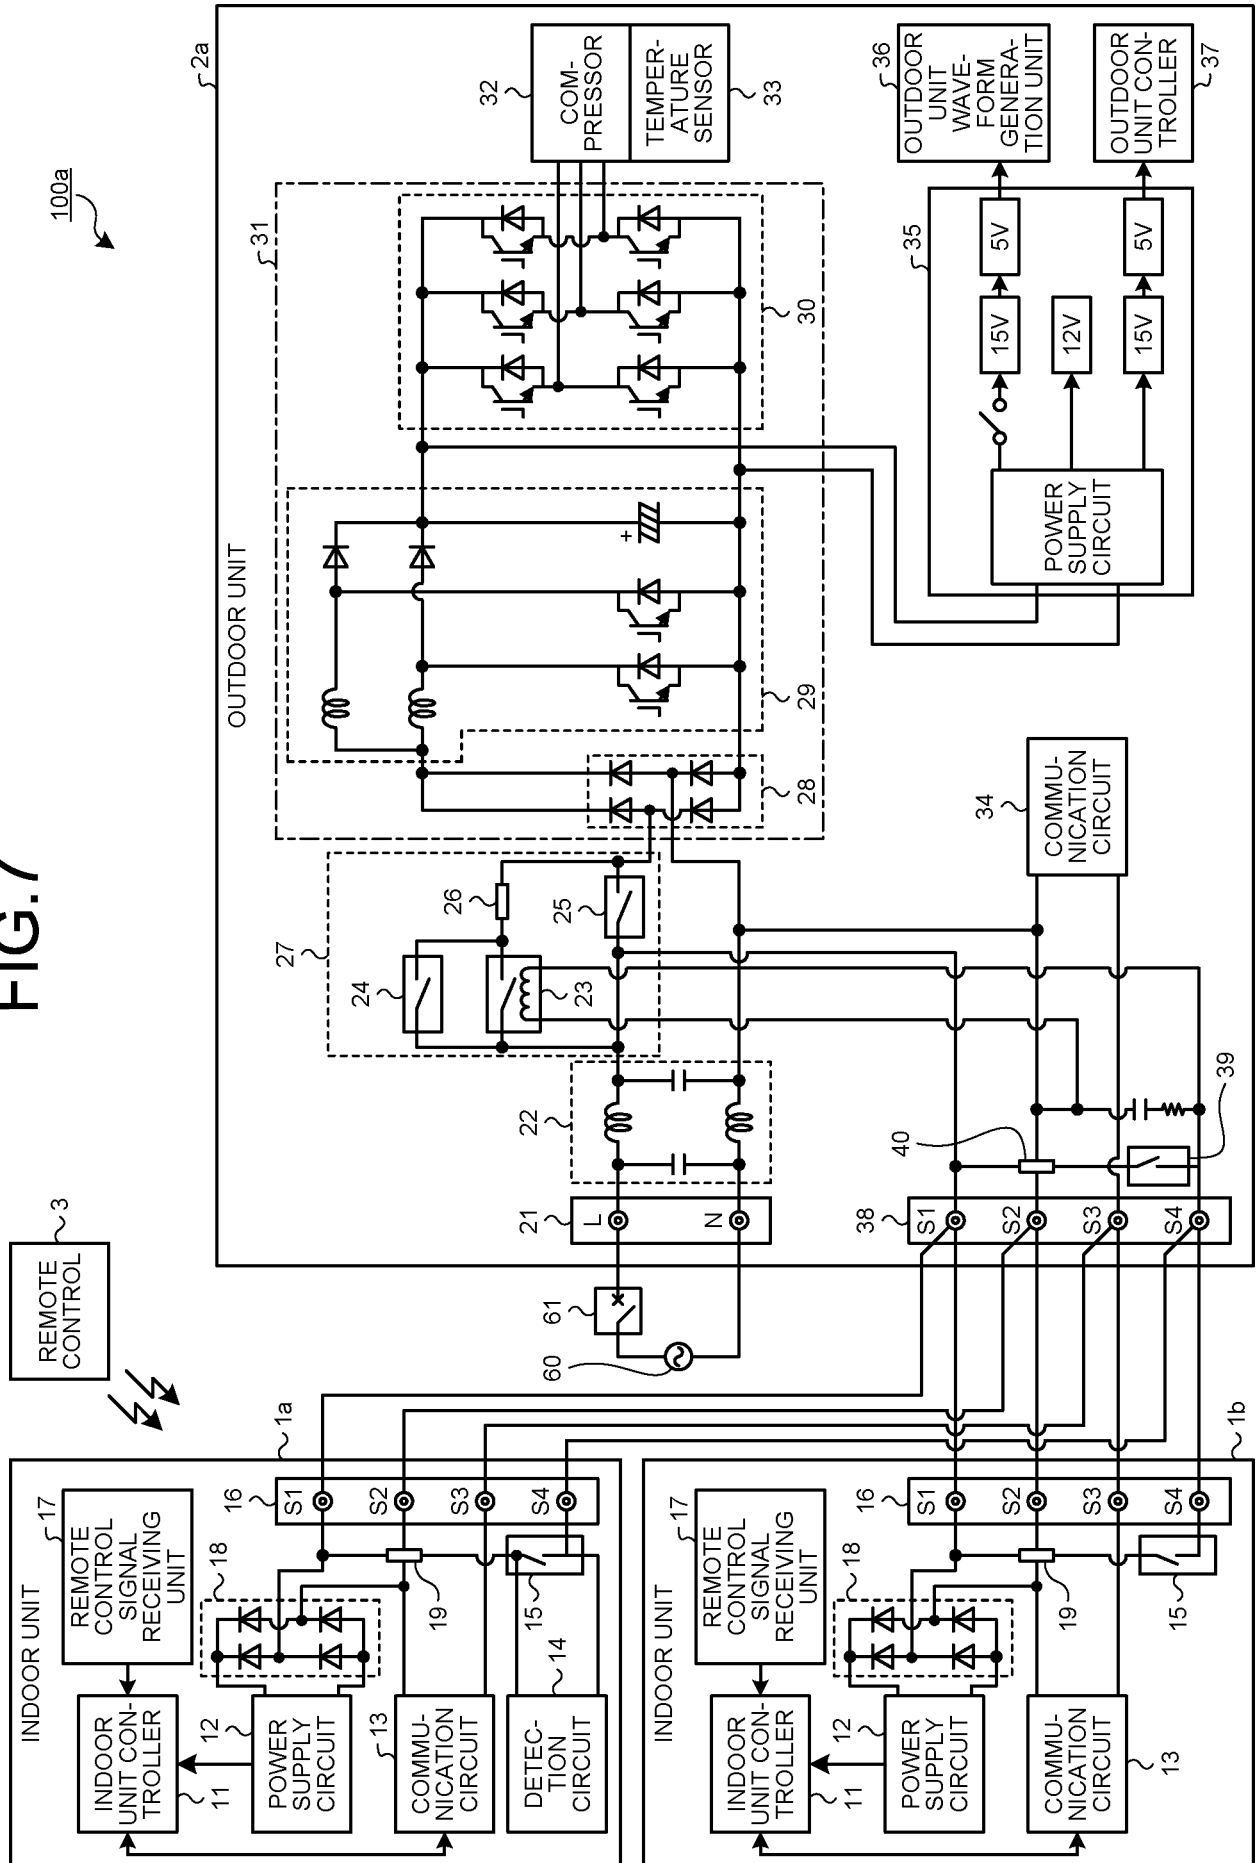 FIG.7
100a
REMOTE
CONTROL
3
INDOOR UNIT
1a
REMOTE
CONTROL
SIGNAL
RECEIVING
UNIT
17
INDOOR
UNIT CON-
TROLLER
11
POWER
SUPPLY
CIRCUIT
12
18
COMMU-
NICATION
CIRCUIT
13
DETEC-
TION
CIRCUIT
14
15
19
16
S1
S2
S3
S4
INDOOR UNIT
1b
REMOTE
CONTROL
SIGNAL
RECEIVING
UNIT
17
INDOOR
UNIT CON-
TROLLER
11
POWER
SUPPLY
CIRCUIT
12
18
COMMU-
NICATION
CIRCUIT
13
15
19
16
S1
S2
S3
S4
60
61
OUTDOOR UNIT
2a
21
L
N
22
27
24
23
26
25
28
29
+
30
31
COM-
PRESSOR
32
TEMPER-
ATURE
SENSOR
33
38
S1
S2
S3
S4
40
39
COMMU-
NICATION
CIRCUIT
34
35
POWER
SUPPLY
CIRCUIT
15V
5V
12V
15V
5V
OUTDOOR
UNIT
WAVE-
FORM
GENERA-
TION UNIT
36
OUTDOOR
UNIT CON-
TROLLER
37